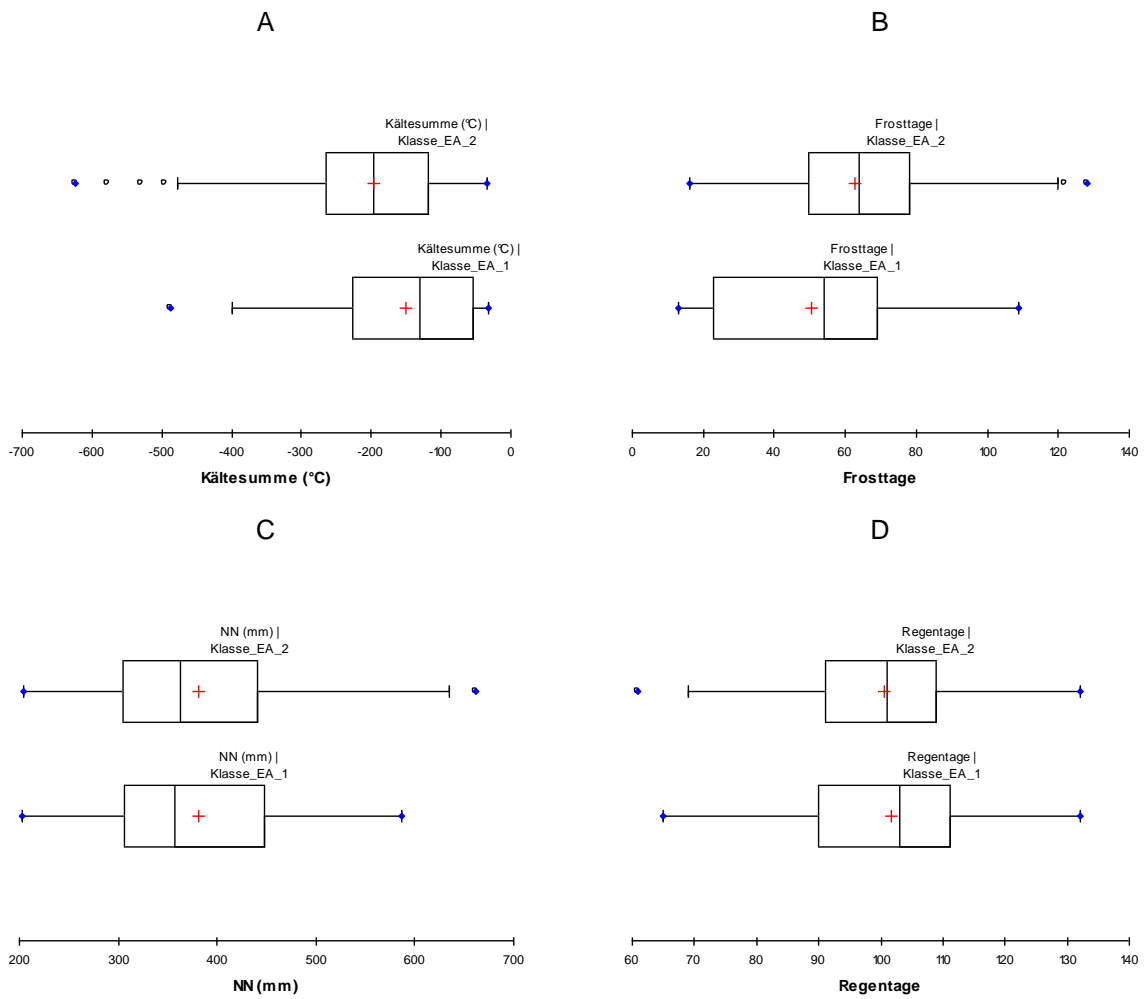 A
Kältesumme (°C) |
Klasse_EA_2
Kältesumme (°C) |
Klasse_EA_1
-700 -600 -500 -400 -300 -200 -100 0
Kältesumme (°C)
B
Frosttage |
Klasse_EA_2
Frosttage |
Klasse_EA_1
0 20 40 60 80 100 120 140
Frosttage
C
NN (mm) |
Klasse_EA_2
NN (mm) |
Klasse_EA_1
200 300 400 500 600 700
NN (mm)
D
Regentage |
Klasse_EA_2
Regentage |
Klasse_EA_1
60 70 80 90 100 110 120 130 140
Regentage